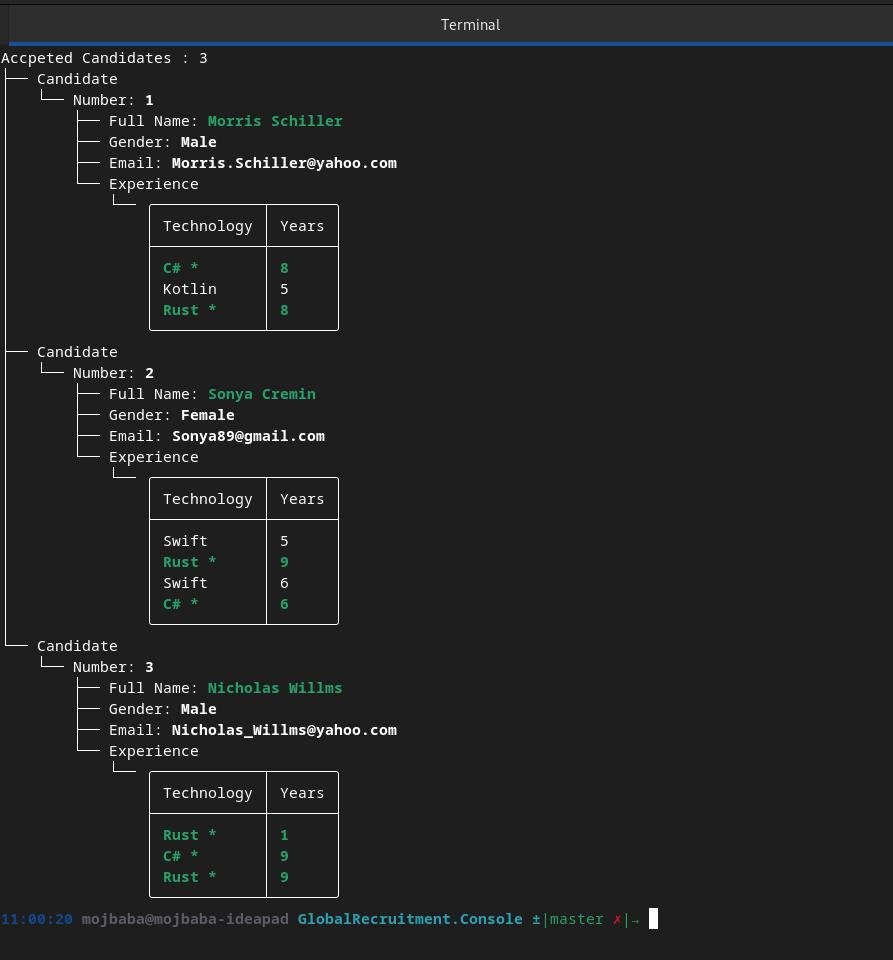 Terminal
Accpeted Candidates : 3
Candidate
Number: 1
Full Name: Morris Schiller
Gender: Male
Email: Morris.Schiller@yahoo.com
Experience
Technology Years
C# * 8
Kotlin 5
Rust * 8
Candidate
Number: 2
Full Name: Sonya Cremin
Gender: Female
Email: Sonya89@gmail.com
Experience
Technology Years
Swift 5
Rust * 9
Swift 6
C# * 6
Candidate
Number: 3
Full Name: Nicholas Willms
Gender: Male
Email: Nicholas_Willms@yahoo.com
Experience
Technology Years
Rust * 1
C# * 9
Rust * 9
11:00:20 mojbaba@mojbaba-ideapad GlobalRecruitment.Console ±|master ✗|→